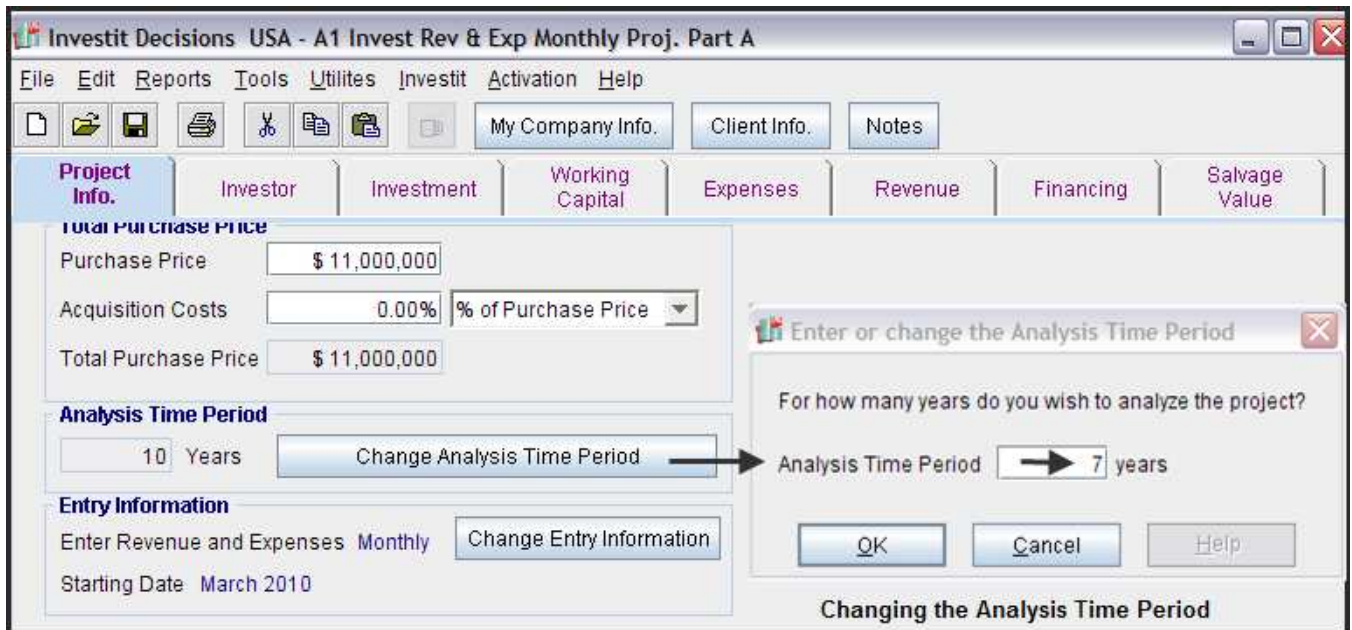 Investit Decisions USA - A1 Invest Rev & Exp Monthly Proj. Part A
File Edit Reports Tools Utilites Investit Activation Help
My Company Info. Client Info. Notes
Project Info.
Investor
Investment
Working Capital
Expenses
Revenue
Financing
Salvage Value
Total Purchase Price
Purchase Price $ 11,000,000
Acquisition Costs 0.00% % of Purchase Price
Total Purchase Price $ 11,000,000
Analysis Time Period
10 Years Change Analysis Time Period
Entry Information
Enter Revenue and Expenses Monthly Change Entry Information
Starting Date March 2010
Enter or change the Analysis Time Period
For how many years do you wish to analyze the project?
Analysis Time Period 7 years
OK Cancel Help
Changing the Analysis Time Period